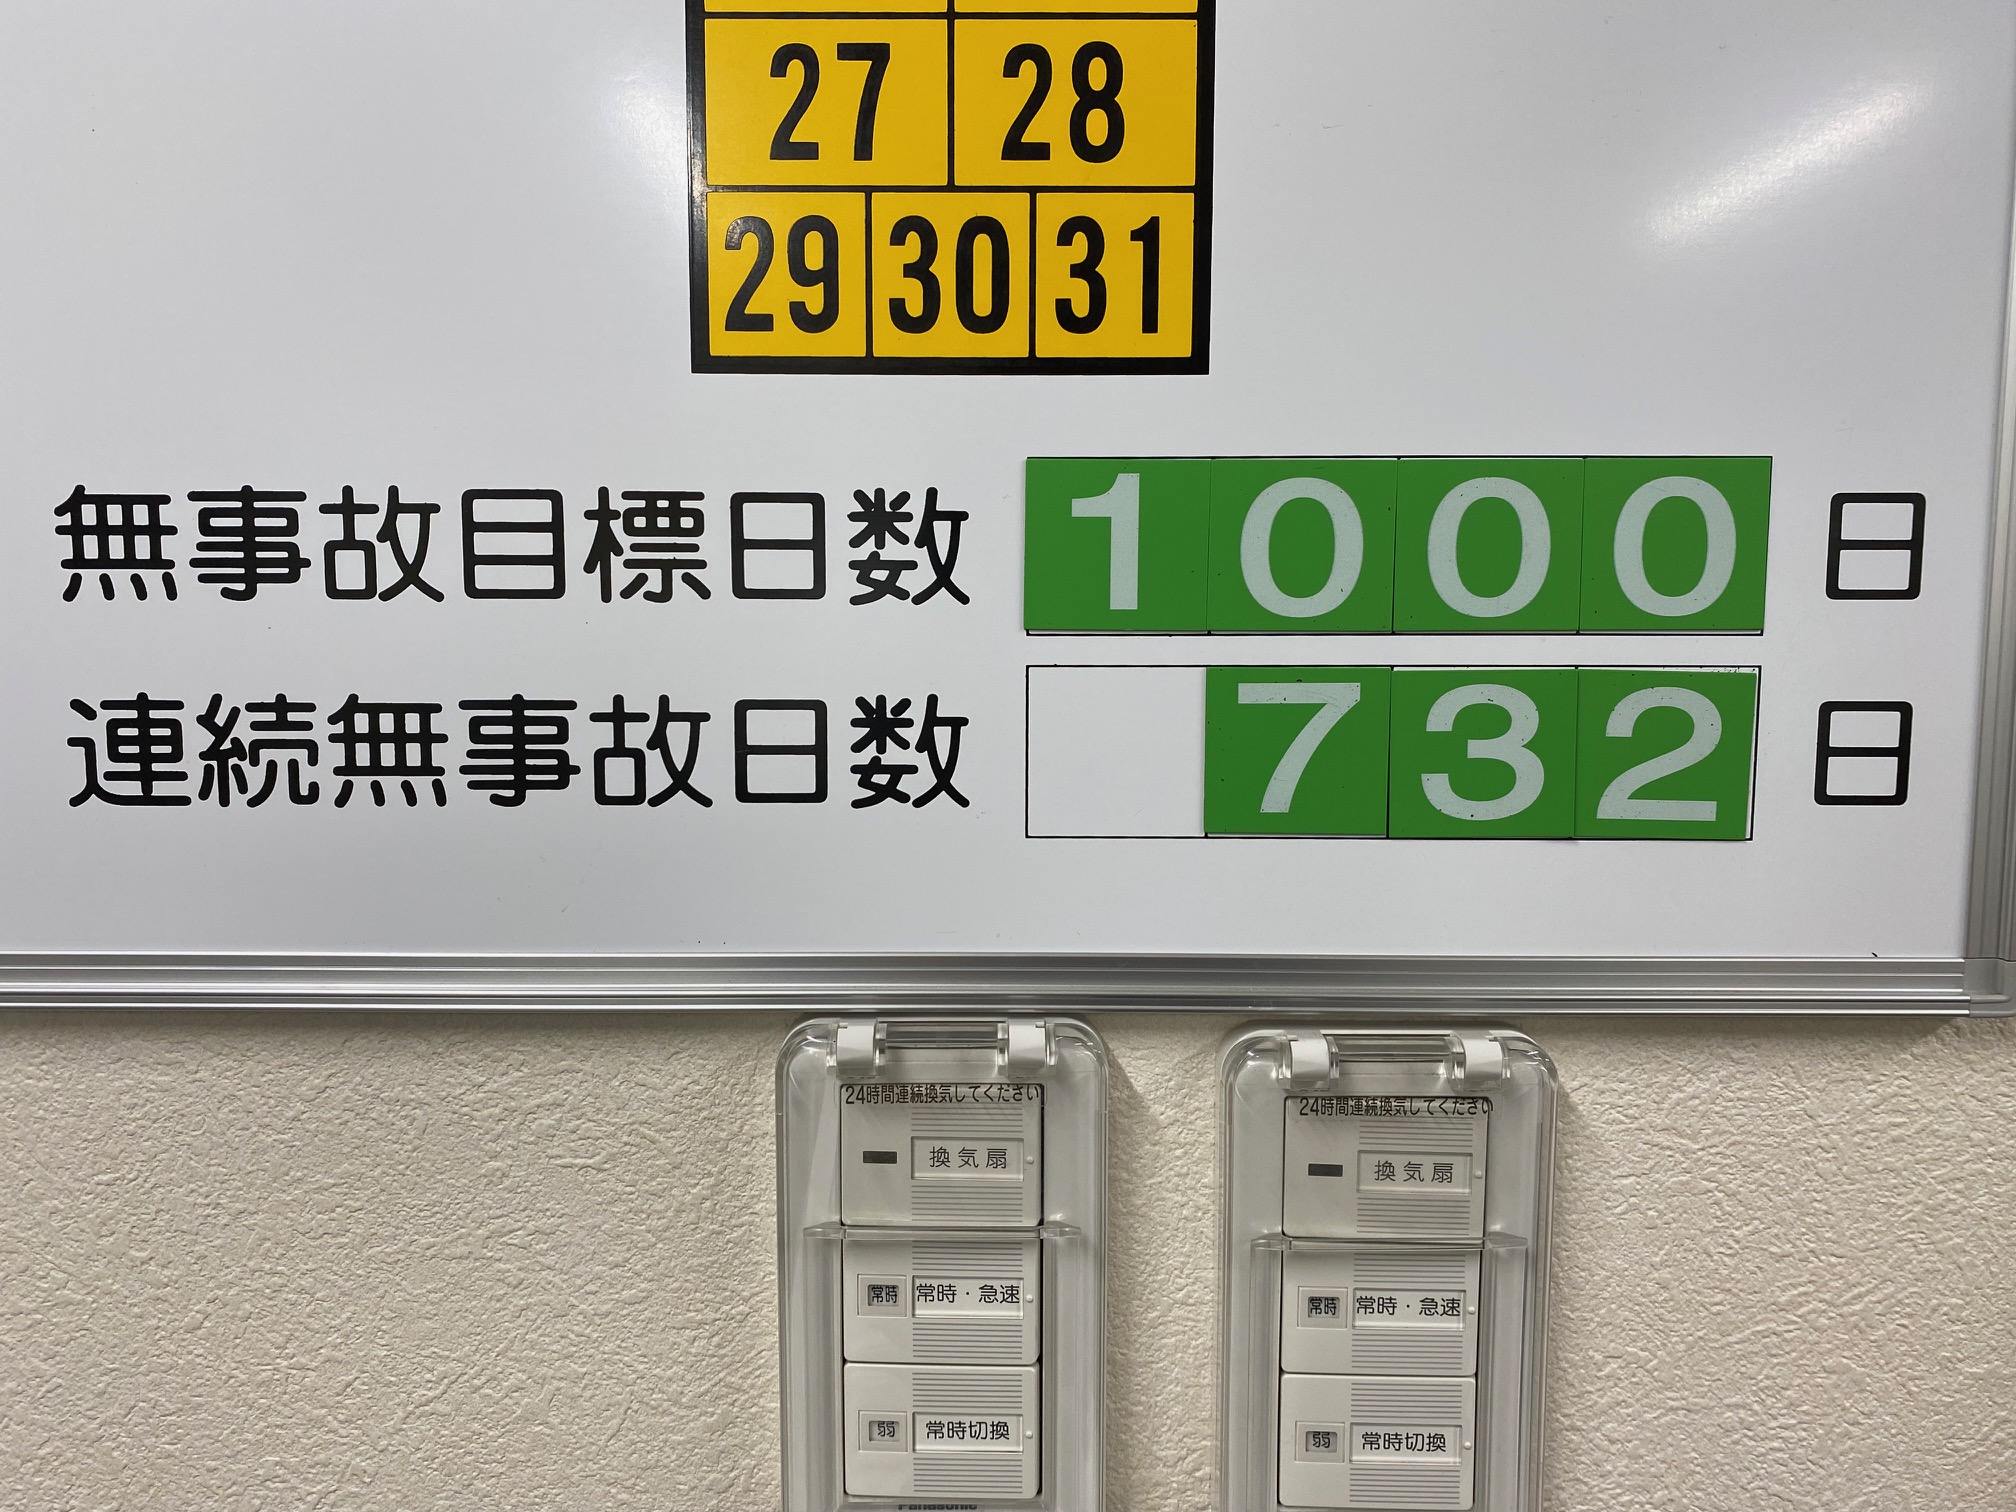 27 28
29 30 31
無事故目標日数 1000 日
連続無事故日数 732 日
24時間連続換気してください
換気扇
常時 常時・急速
弱 常時切換
Panasonic
24時間連続換気してください
換気扇
常時 常時・急速
弱 常時切換